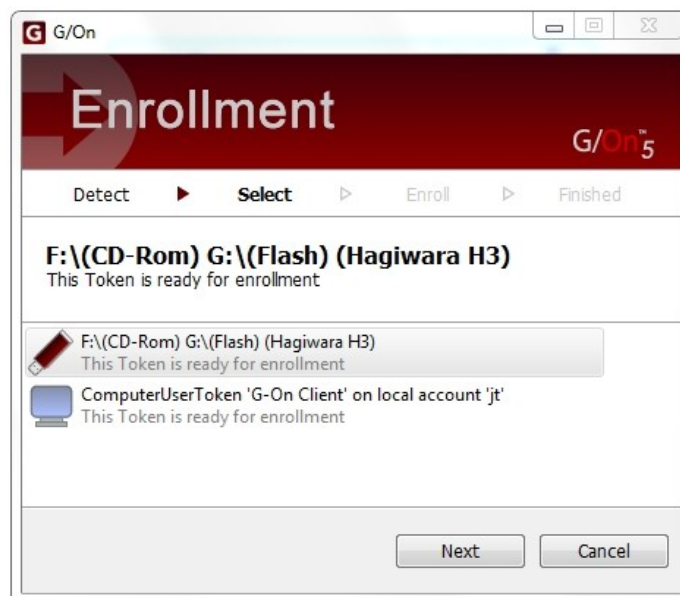 G G/On
Enrollment
G/On™5
Detect Select Enroll Finished
F:\(CD-Rom) G:\(Flash) (Hagiwara H3)
This Token is ready for enrollment
F:\(CD-Rom) G:\(Flash) (Hagiwara H3)
This Token is ready for enrollment
ComputerUserToken 'G-On Client' on local account 'jt'
This Token is ready for enrollment
Next Cancel